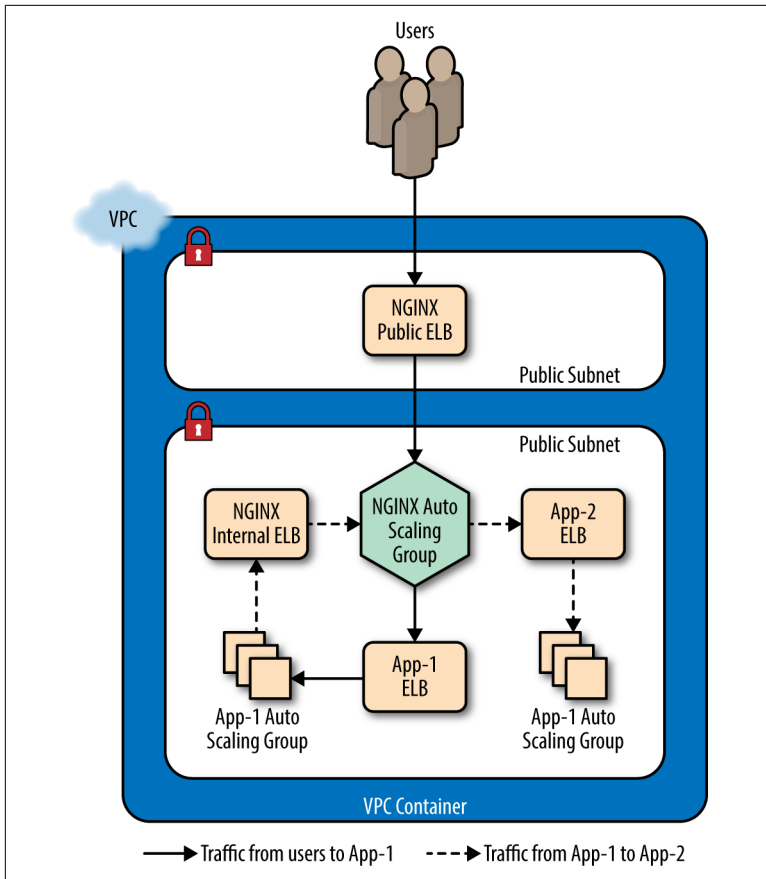 Users
VPC
NGINX
Public ELB
Public Subnet
Public Subnet
NGINX
Internal ELB
NGINX Auto
Scaling
Group
App-2
ELB
App-1
ELB
App-1 Auto
Scaling Group
App-1 Auto
Scaling Group
VPC Container
Traffic from users to App-1
Traffic from App-1 to App-2